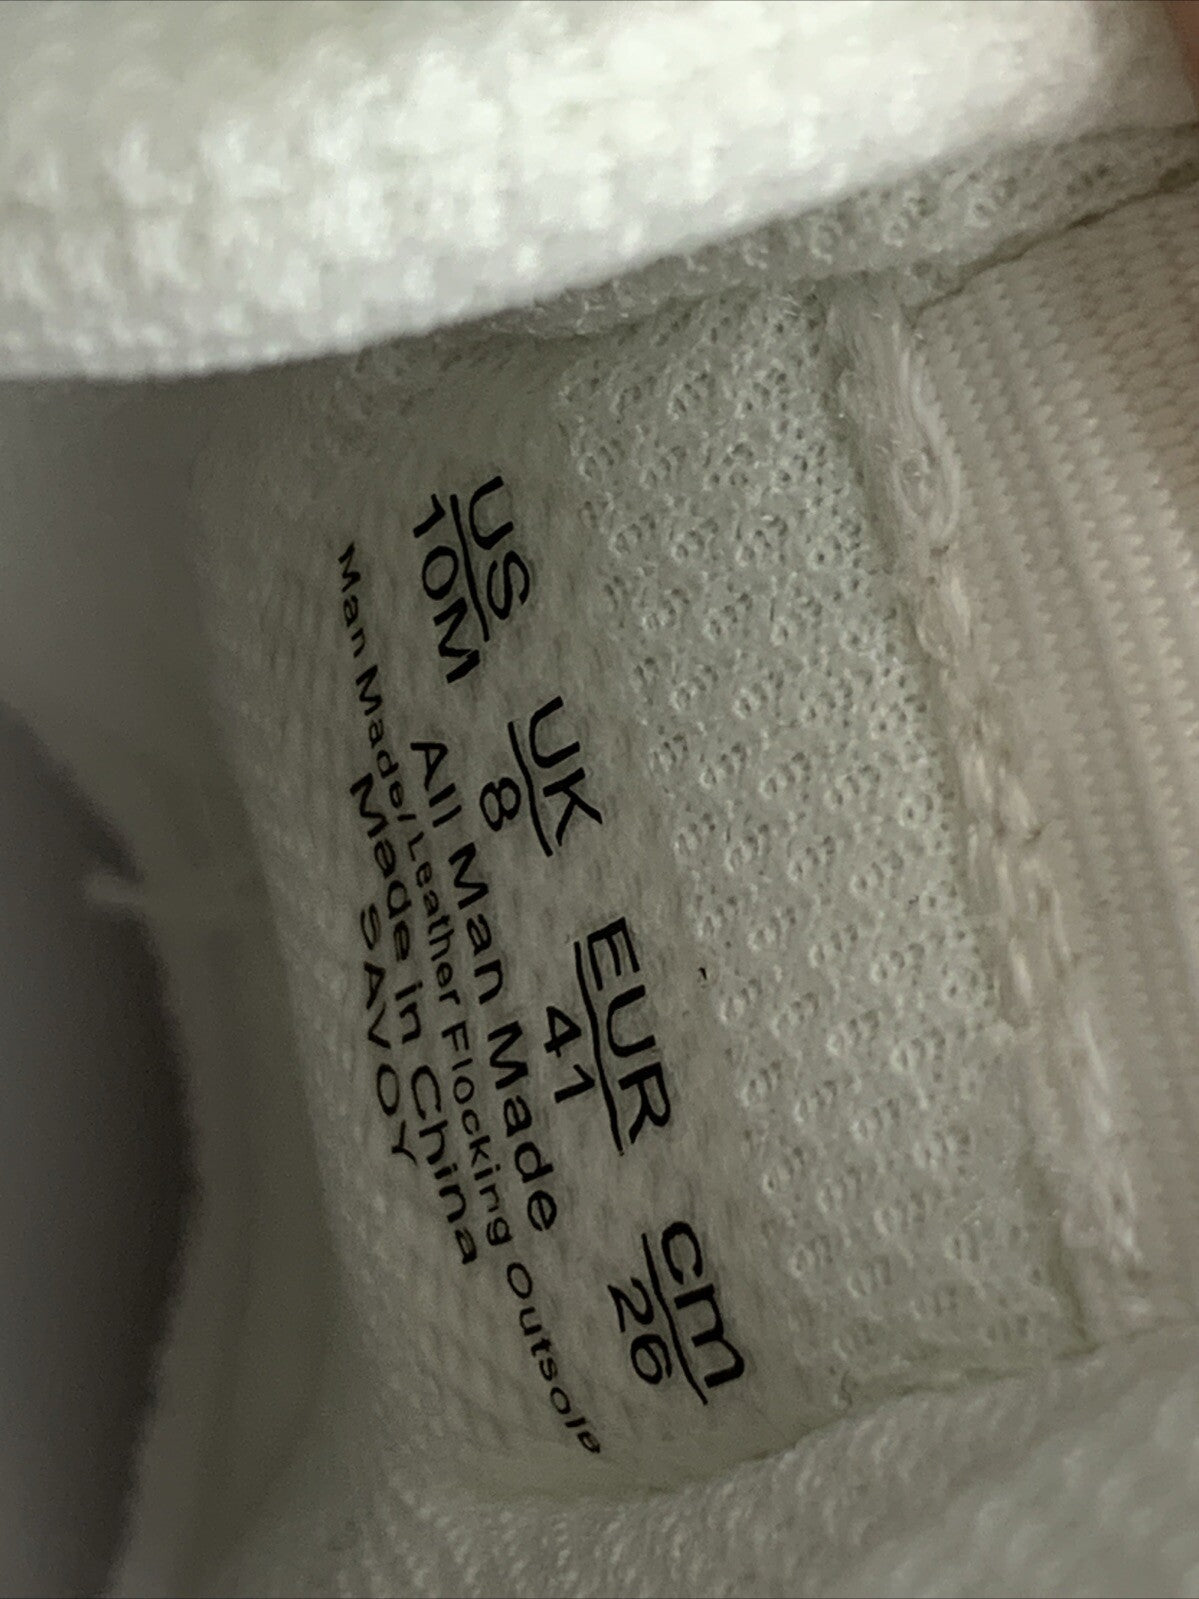 US UK EUR cm
10M 8 41 26
All Man Made
Man Made/Leather Flocking Outsole
Made in China
SAVOY